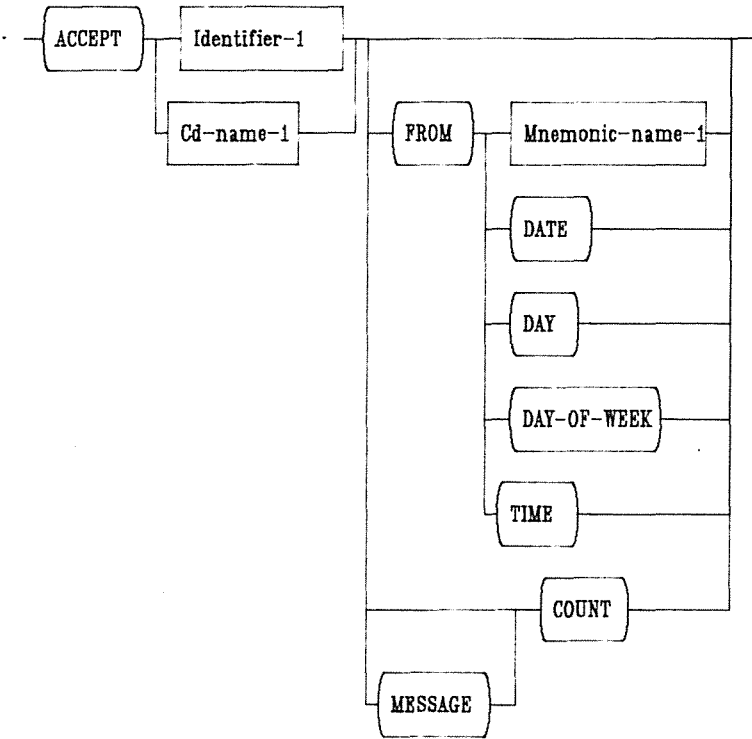 ACCEPT
Identifier-1
Cd-name-1
FROM
Mnemonic-name-1
DATE
DAY
DAY-OF-WEEK
TIME
COUNT
MESSAGE